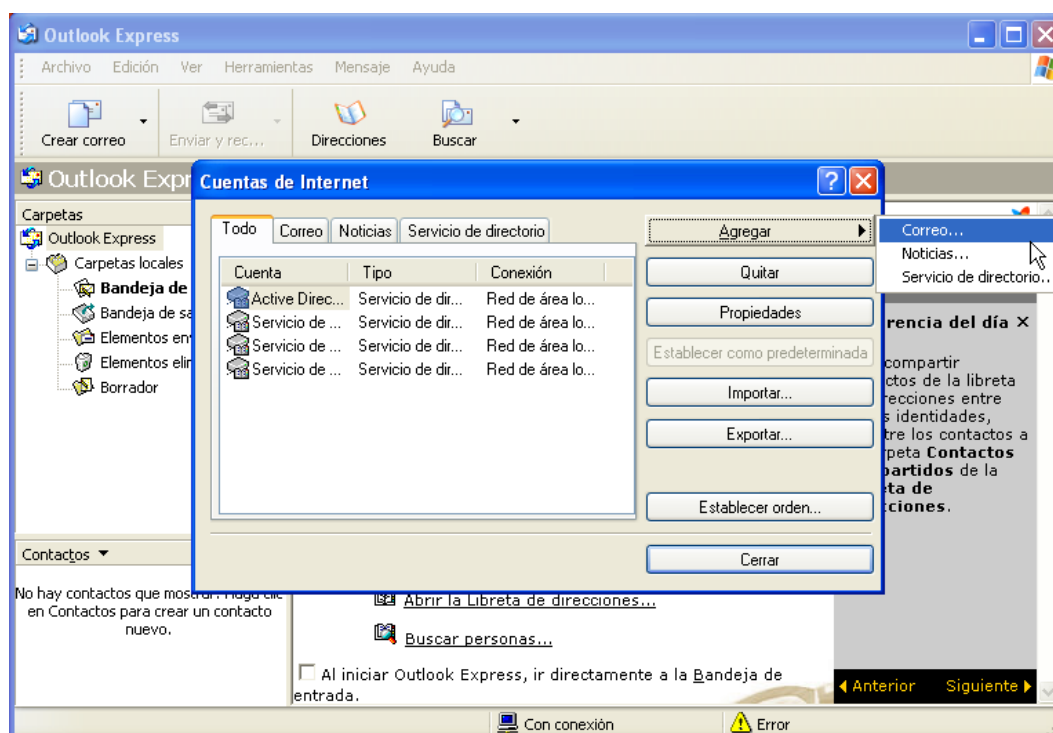 Outlook Express
Archivo Edición Ver Herramientas Mensaje Ayuda
Crear correo Enviar y rec... Direcciones Buscar
Outlook Expr
Carpetas
Outlook Express
Carpetas locales
Bandeja de
Bandeja de sa
Elementos en
Elementos elir
Borrador
Contactos
No hay contactos que
en Contactos para crear un contacto
nuevo.
Cuentas de Internet
Todo Correo Noticias Servicio de directorio
Cuenta Tipo Conexión
Active Direc... Servicio de dir... Red de área lo...
Servicio de ... Servicio de dir... Red de área lo...
Servicio de ... Servicio de dir... Red de área lo...
Servicio de ... Servicio de dir... Red de área lo...
Agregar
Quitar
Propiedades
Establecer como predeterminada
Importar...
Exportar...
Establecer orden...
Cerrar
Correo...
Noticias...
Servicio de directorio...
rencia del día
compartir
ctos de la libreta
recciones entre
s identidades,
tre los contactos a
rpeta Contactos
partidos de la
ta de
cciones.
Abrir la Libreta de direcciones...
Buscar personas...
Al iniciar Outlook Express, ir directamente a la Bandeja de
entrada.
Anterior Siguiente
Con conexión Error